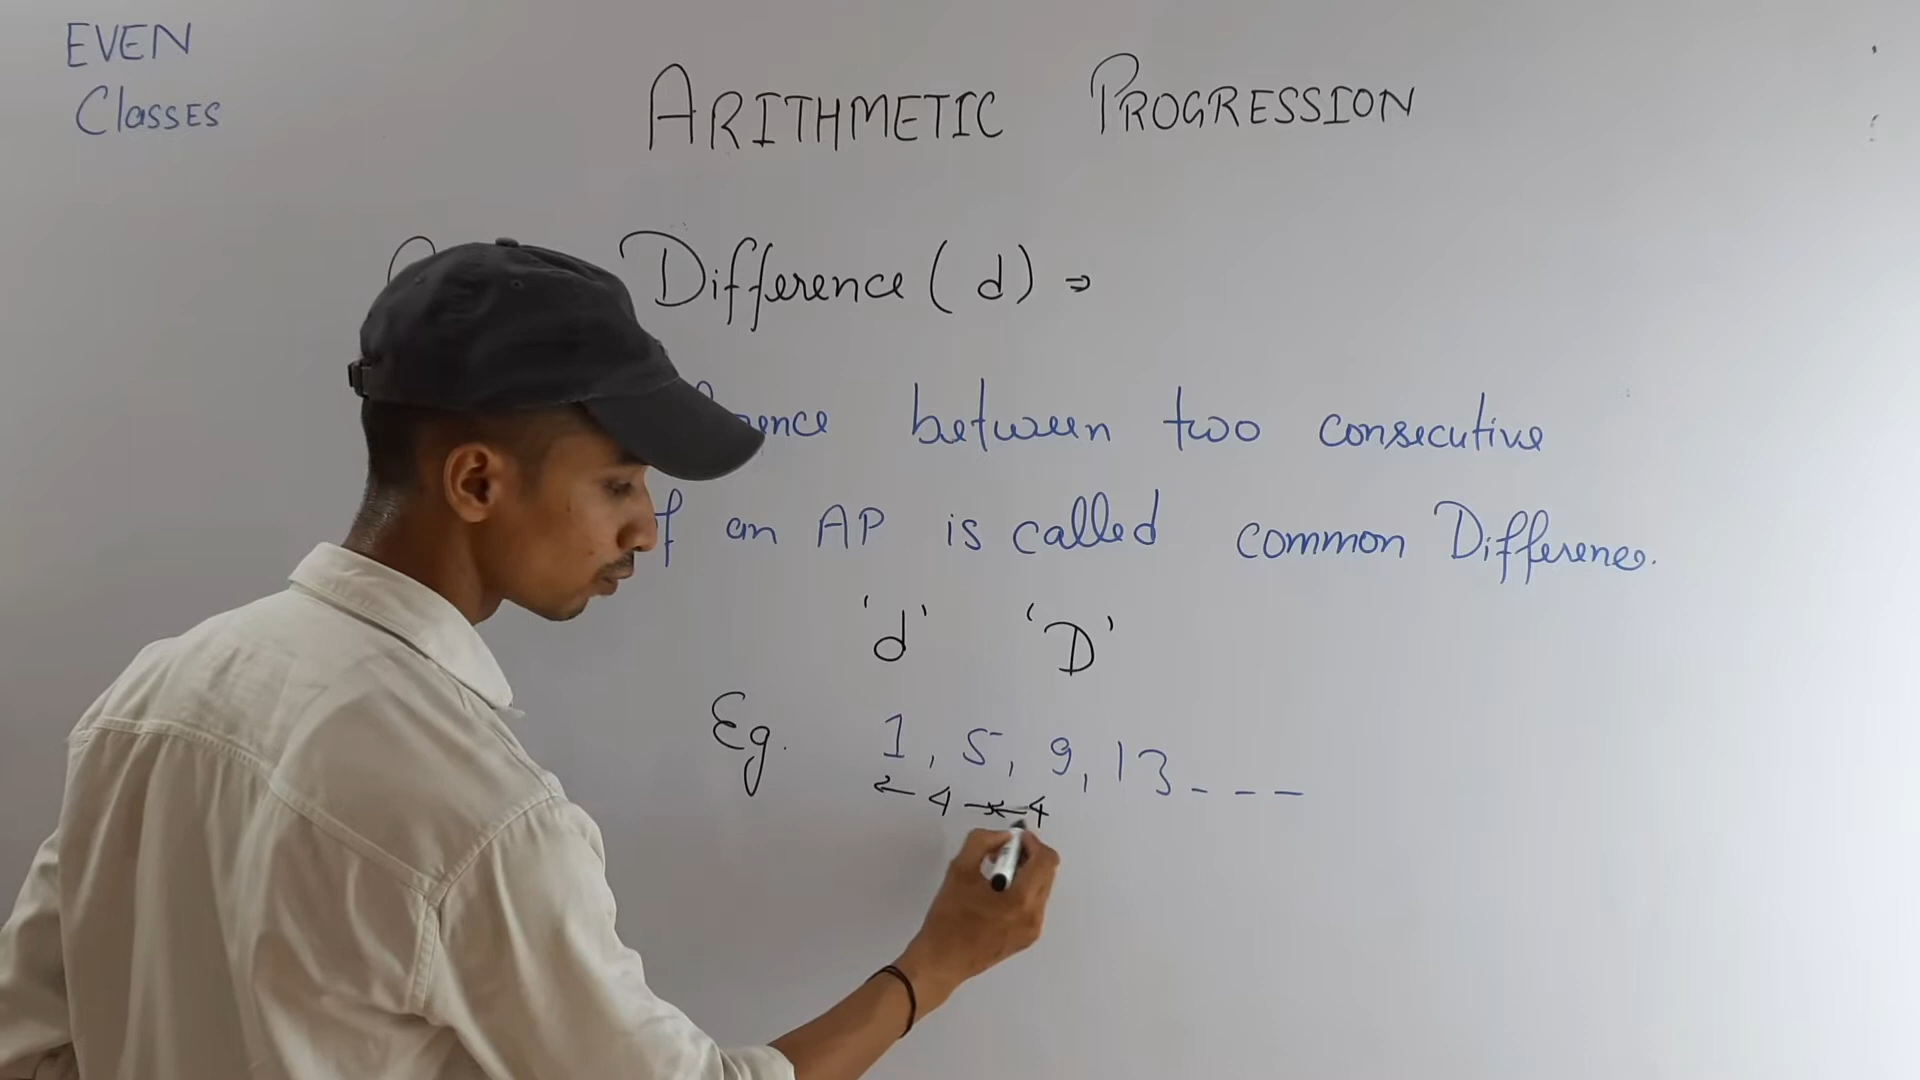 EVEN
Classes
ARITHMETIC PROGRESSION
Difference (d) ⇒
between two consecutive
an AP is called common Difference.
'd' 'D'
Eg. 1, 5, 9, 13 - - -
4 4